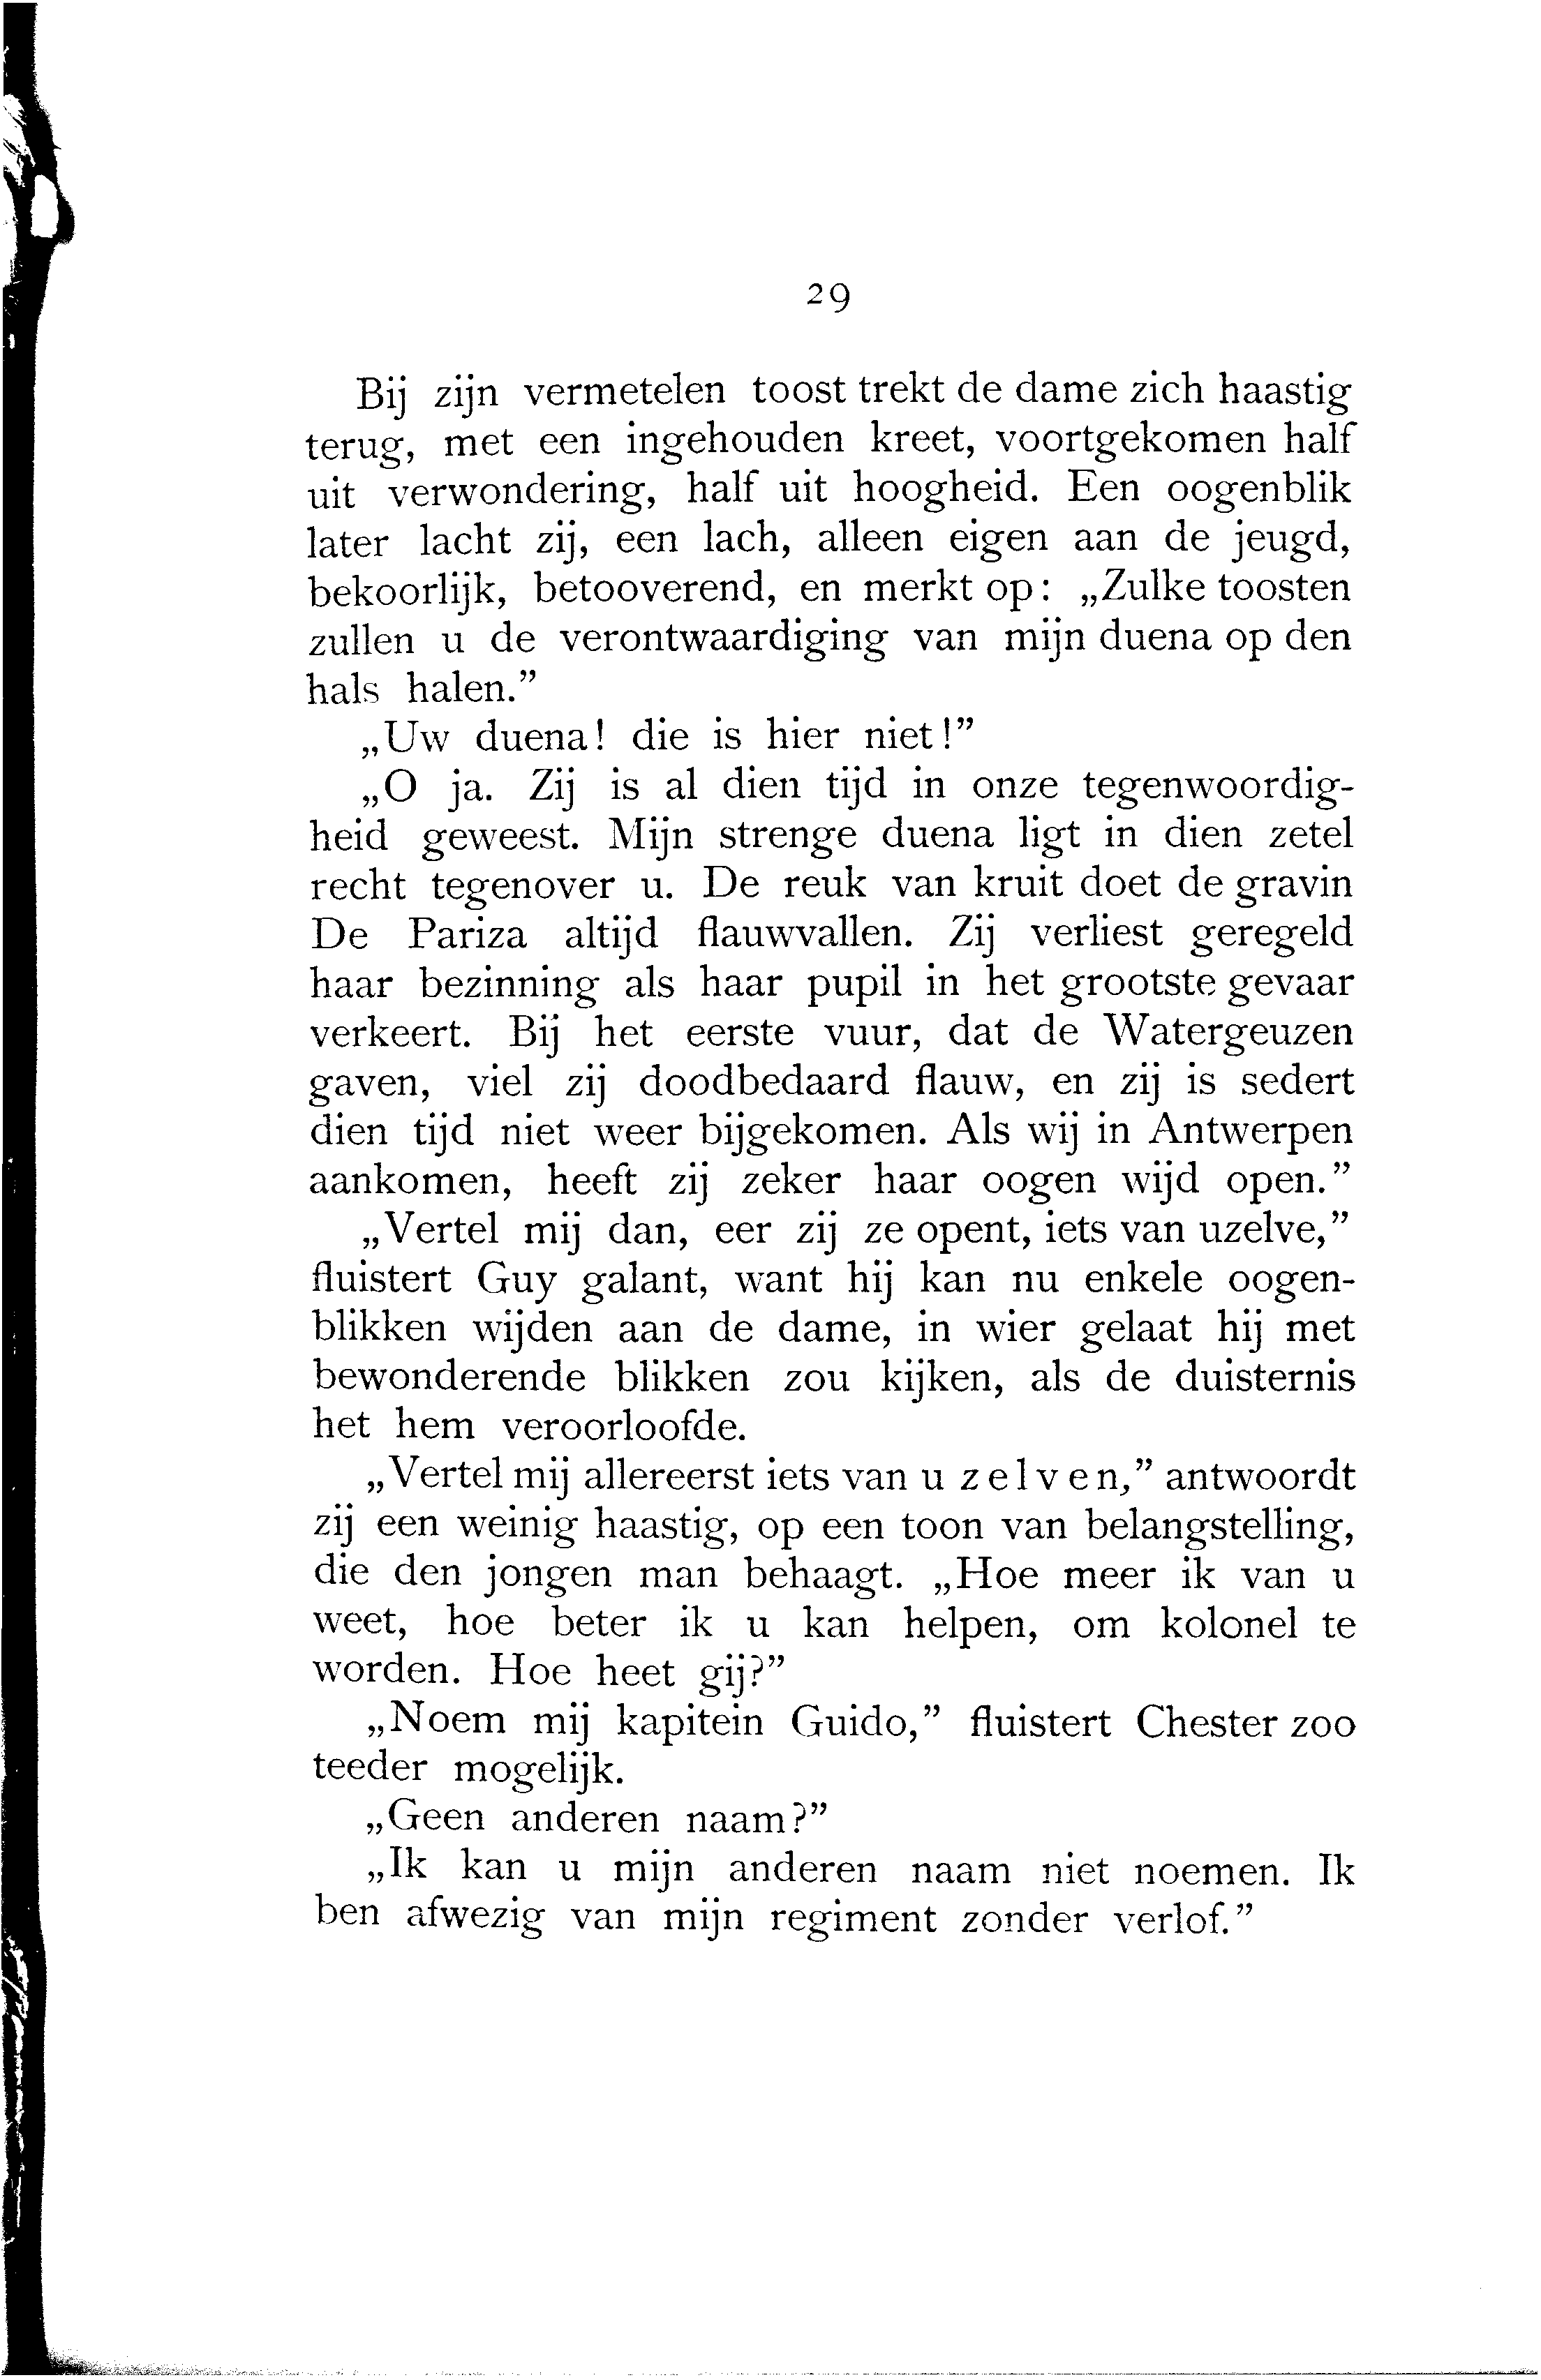 29
Bij zijn vermetelen toost trekt de dame zich haastig
terug, met een ingehouden kreet, voortgekomen half
uit verwondering, half uit hoogheid. Een oogenblik
later lacht zij, een lach, alleen eigen aan de jeugd,
bekoorlijk, betooverend, en merkt op: „Zulke toosten
zullen u de verontwaardiging van mijn duena op den
hals halen.”
„Uw duena! die is hier niet!”
„O ja. Zij is al dien tijd in onze tegenwoordig-
heid geweest. Mijn strenge duena ligt in dien zetel
recht tegenover u. De reuk van kruit doet de gravin
De Pariza altijd flauwvallen. Zij verliest geregeld
haar bezinning als haar pupil in het grootste gevaar
verkeert. Bij het eerste vuur, dat de Watergeuzen
gaven, viel zij doodbedaard flauw, en zij is sedert
dien tijd niet weer bijgekomen. Als wij in Antwerpen
aankomen, heeft zij zeker haar oogen wijd open.”
„Vertel mij dan, eer zij ze opent, iets van uzelve,”
fluistert Guy galant, want hij kan nu enkele oogen-
blikken wijden aan de dame, in wier gelaat hij met
bewonderende blikken zou kijken, als de duisternis
het hem veroorloofde.
„Vertel mij allereerst iets van u z e l v e n,” antwoordt
zij een weinig haastig, op een toon van belangstelling,
die den jongen man behaagt. „Hoe meer ik van u
weet, hoe beter ik u kan helpen, om kolonel te
worden. Hoe heet gij?”
„Noem mij kapitein Guido,” fluistert Chester zoo
teeder mogelijk.
„Geen anderen naam?”
„Ik kan u mijn anderen naam niet noemen. Ik
ben afwezig van mijn regiment zonder verlof.”